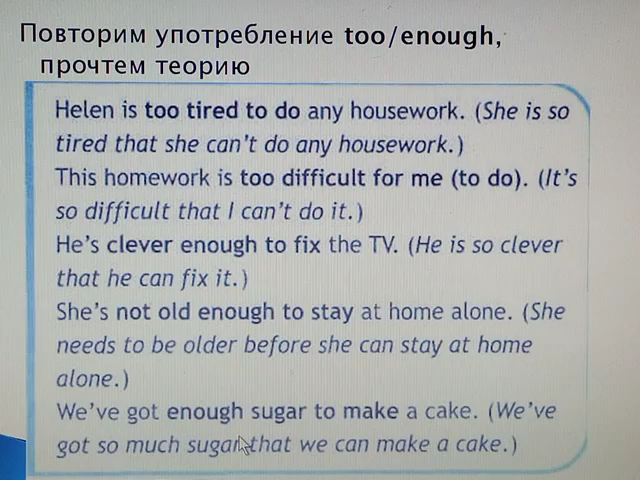 Повторим употребление too/enough,
прочтем теорию
Helen is too tired to do any housework. (She is so
tired that she can't do any housework.)
This homework is too difficult for me (to do). (It's
so difficult that I can't do it.)
He's clever enough to fix the TV. (He is so clever
that he can fix it.)
She's not old enough to stay at home alone. (She
needs to be older before she can stay at home
alone.)
We've got enough sugar to make a cake. (We've
got so much sugar that we can make a cake.)